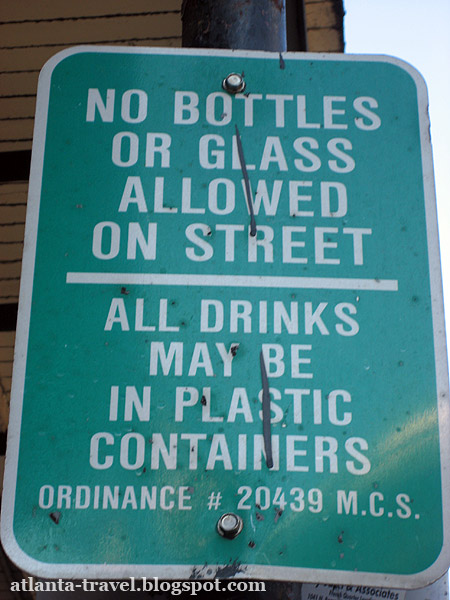 NO BOTTLES
OR GLASS
ALLOWED
ON STREET
ALL DRINKS
MAY BE
IN PLASTIC
CONTAINERS
ORDINANCE # 20439 M.C.S.
& Associates
atlanta-travel.blogspot.com